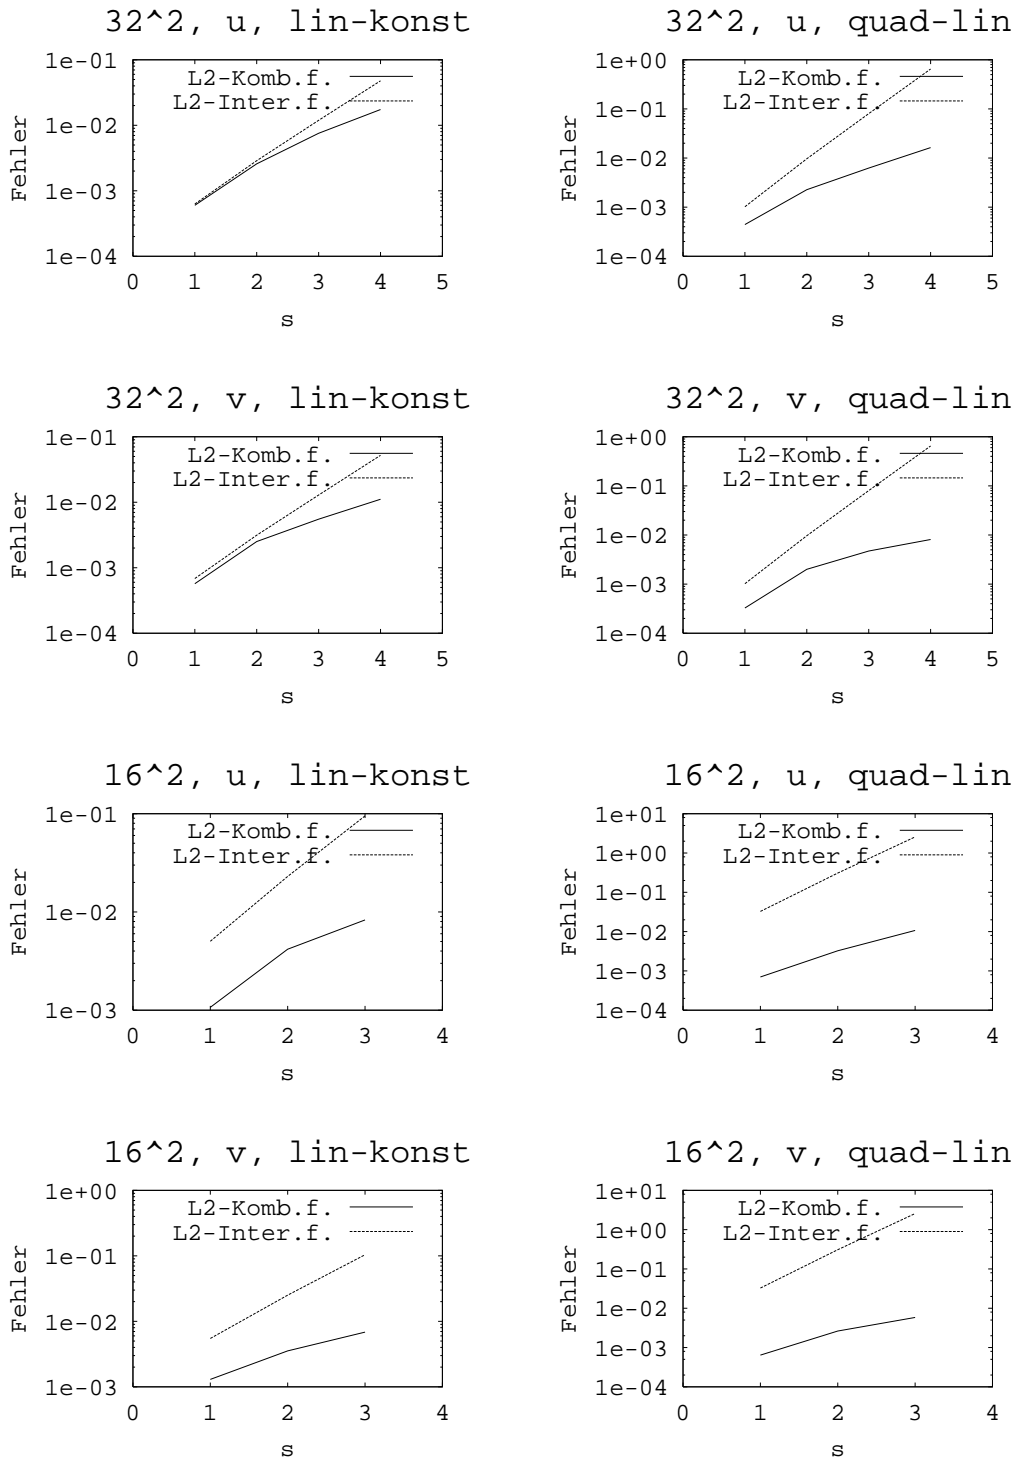 32^2, u, lin-konst
1e-01
1e-02
1e-03
1e-04
Fehler
L2-Komb.f.
L2-Inter.f.
0 1 2 3 4 5
s
32^2, u, quad-lin
1e+00
1e-01
1e-02
1e-03
1e-04
Fehler
L2-Komb.f.
L2-Inter.f.
0 1 2 3 4 5
s
32^2, v, lin-konst
1e-01
1e-02
1e-03
1e-04
Fehler
L2-Komb.f.
L2-Inter.f.
0 1 2 3 4 5
s
32^2, v, quad-lin
1e+00
1e-01
1e-02
1e-03
1e-04
Fehler
L2-Komb.f.
L2-Inter.f.
0 1 2 3 4 5
s
16^2, u, lin-konst
1e-01
1e-02
1e-03
Fehler
L2-Komb.f.
L2-Inter.f.
0 1 2 3 4
s
16^2, u, quad-lin
1e+01
1e+00
1e-01
1e-02
1e-03
1e-04
Fehler
L2-Komb.f.
L2-Inter.f.
0 1 2 3 4
s
16^2, v, lin-konst
1e+00
1e-01
1e-02
1e-03
Fehler
L2-Komb.f.
L2-Inter.f.
0 1 2 3 4
s
16^2, v, quad-lin
1e+01
1e+00
1e-01
1e-02
1e-03
1e-04
Fehler
L2-Komb.f.
L2-Inter.f.
0 1 2 3 4
s